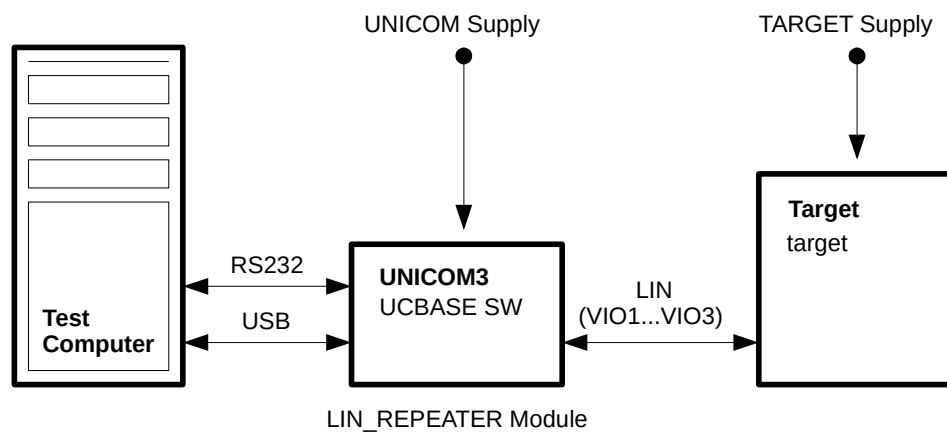 UNICOM Supply
TARGET Supply
Target
target
RS232
USB
Test
Computer
UNICOM3
UCBASE SW
LIN
(VIO1...VIO3)
LIN_REPEATER Module